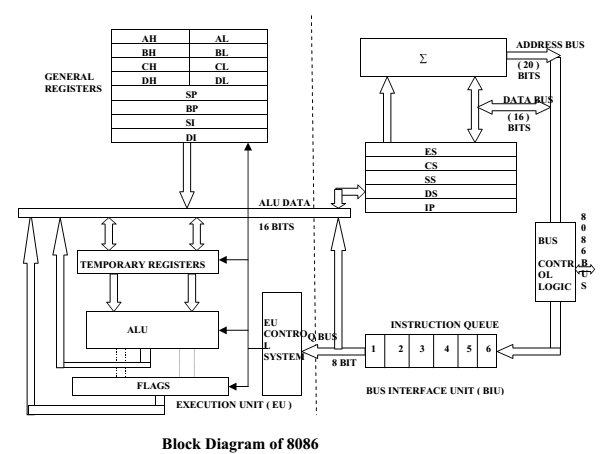 GENERAL
REGISTERS
AH AL
BH BL
CH CL
DH DL
SP
BP
SI
DI
Σ
ADDRESS BUS
( 20 )
BITS
DATA BUS
( 16 )
BITS
ES
CS
SS
DS
IP
ALU DATA
16 BITS
TEMPORARY REGISTERS
ALU
FLAGS
EU
CONTRO
L
SYSTEM
Q BUS
8 BIT
EXECUTION UNIT ( EU )
INSTRUCTION QUEUE
1 2 3 4 5 6
BUS INTERFACE UNIT ( BIU)
BUS
CONTR
OL
LOGIC
8
0
8
6
B
U
S
Block Diagram of 8086